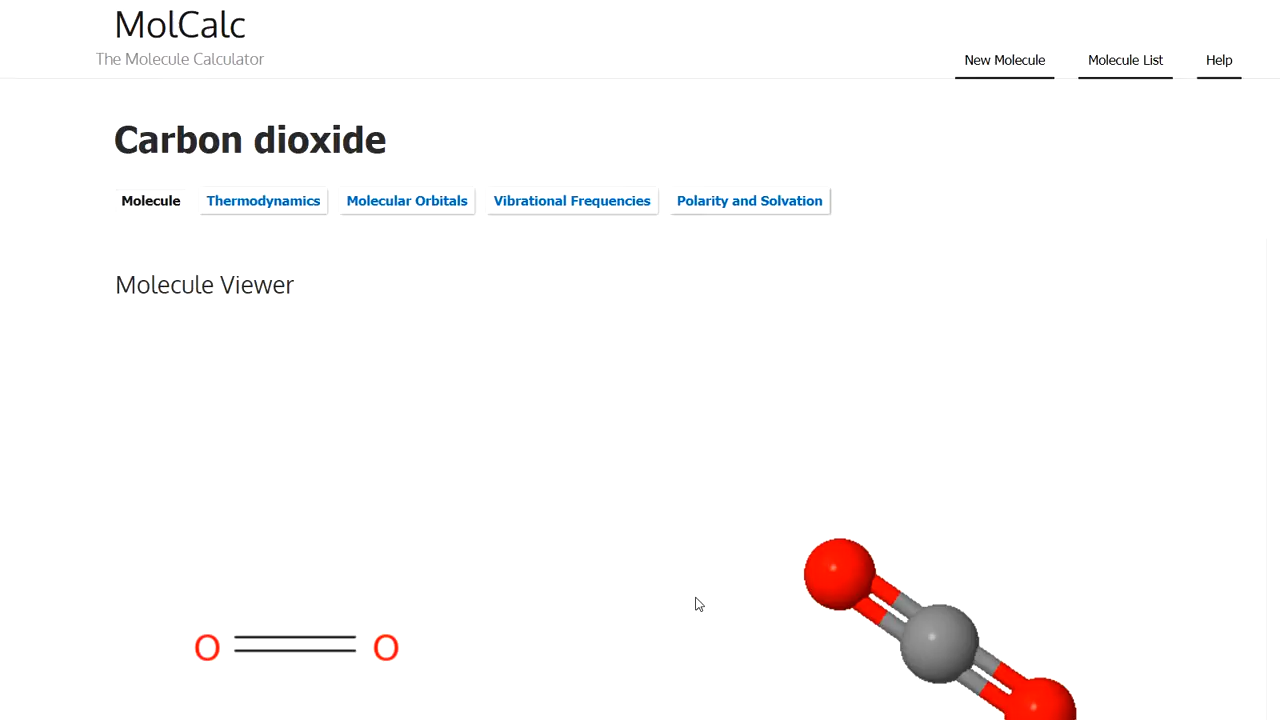 MolCalc
The Molecule Calculator
New Molecule Molecule List Help
Carbon dioxide
Molecule Thermodynamics Molecular Orbitals Vibrational Frequencies Polarity and Solvation
Molecule Viewer
O O